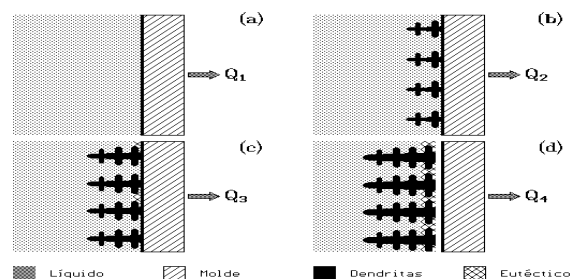 (a)
Q1
(b)
Q2
(c)
Q3
(d)
Q4
Líquido Molde Dendritas Eutéctico